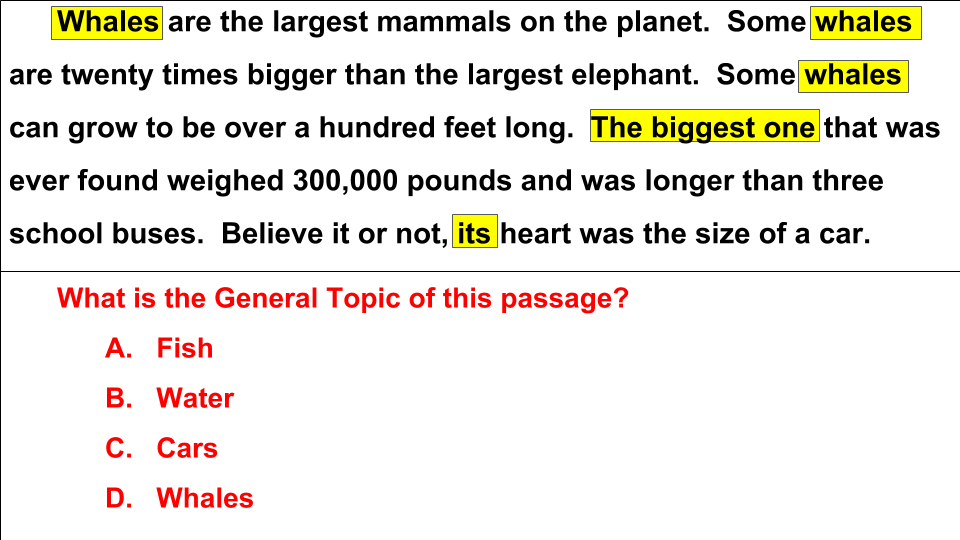 Whales are the largest mammals on the planet. Some whales
are twenty times bigger than the largest elephant. Some whales
can grow to be over a hundred feet long. The biggest one that was
ever found weighed 300,000 pounds and was longer than three
school buses. Believe it or not, its heart was the size of a car.
What is the General Topic of this passage?
A. Fish
B. Water
C. Cars
D. Whales